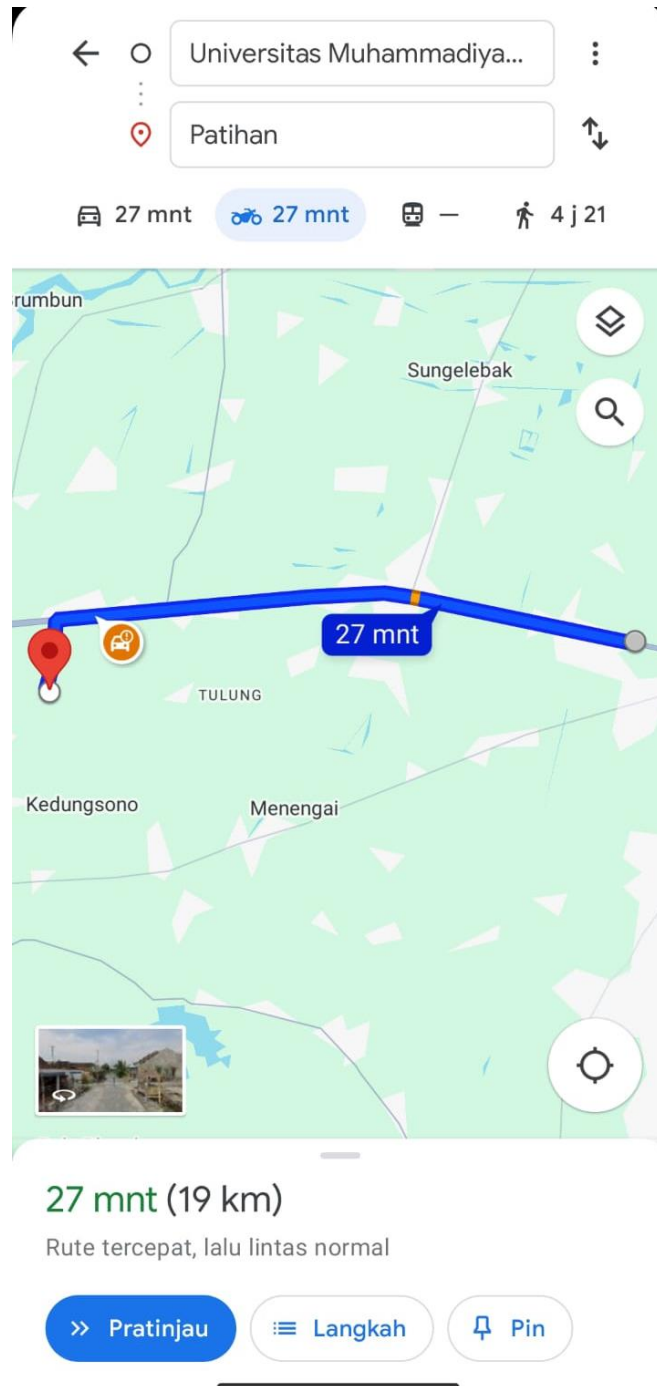 Universitas Muhammadiya...
Patihan
27 mnt 27 mnt — 4 j 21
rumbun
Sungelebak
27 mnt
TULUNG
Kedungsono
Menengai
27 mnt (19 km)
Rute tercepat, lalu lintas normal
Pratinjau Langkah Pin